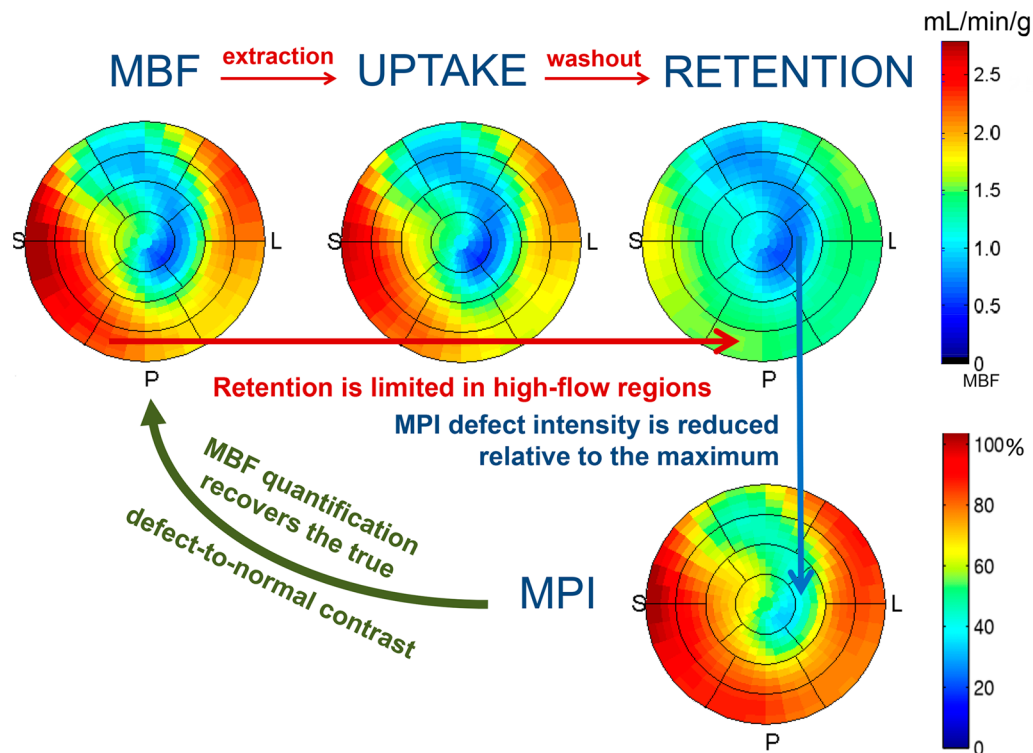 mL/min/g
MBF extraction UPTAKE washout RETENTION
2.5
2.0
1.5
1.0
0.5
0
MBF
S
L
P
P
Retention is limited in high-flow regions
MPI defect intensity is reduced
relative to the maximum
MBF quantification
recovers the true
defect-to-normal contrast
MPI
S
L
P
100%
80
60
40
20
0